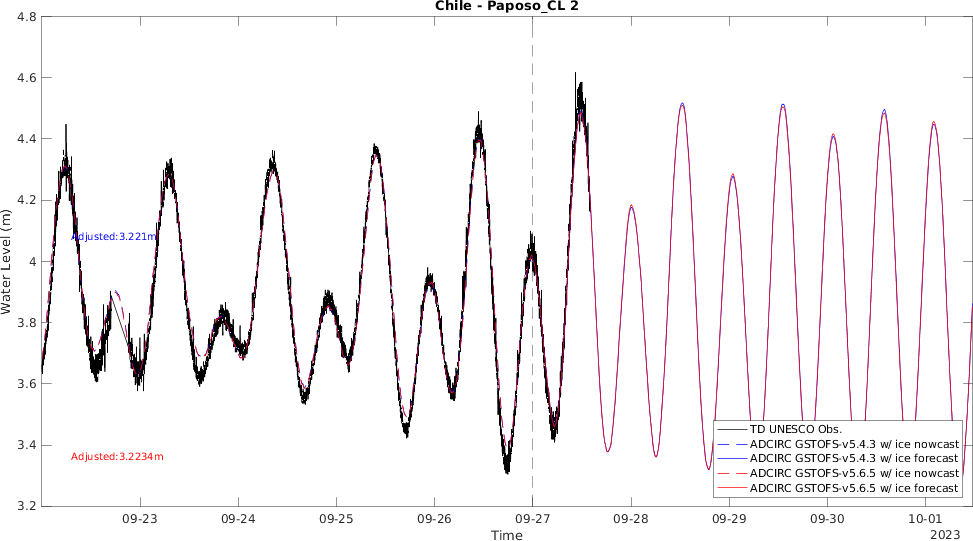 Chile - Paposo_CL 2
4.8
4.6
4.4
4.2
4
3.8
3.6
3.4
3.2
Water Level (m)
Adjusted:3.221m
Adjusted:3.2234m
TD UNESCO Obs.
ADCIRC GSTOFS-v5.4.3 w/ ice nowcast
ADCIRC GSTOFS-v5.4.3 w/ ice forecast
ADCIRC GSTOFS-v5.6.5 w/ ice nowcast
ADCIRC GSTOFS-v5.6.5 w/ ice forecast
09-23 09-24 09-25 09-26 09-27 09-28 09-29 09-30 10-01
Time
2023